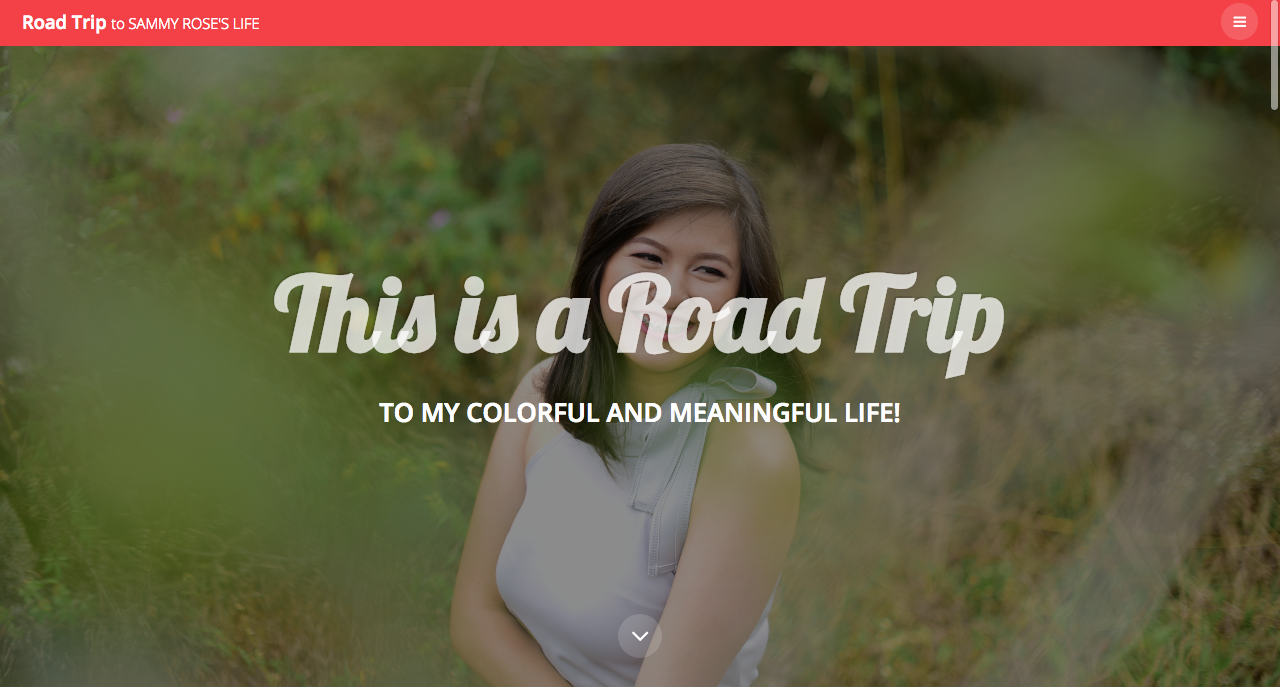 Road Trip to SAMMY ROSE'S LIFE
This is a Road Trip
TO MY COLORFUL AND MEANINGFUL LIFE!